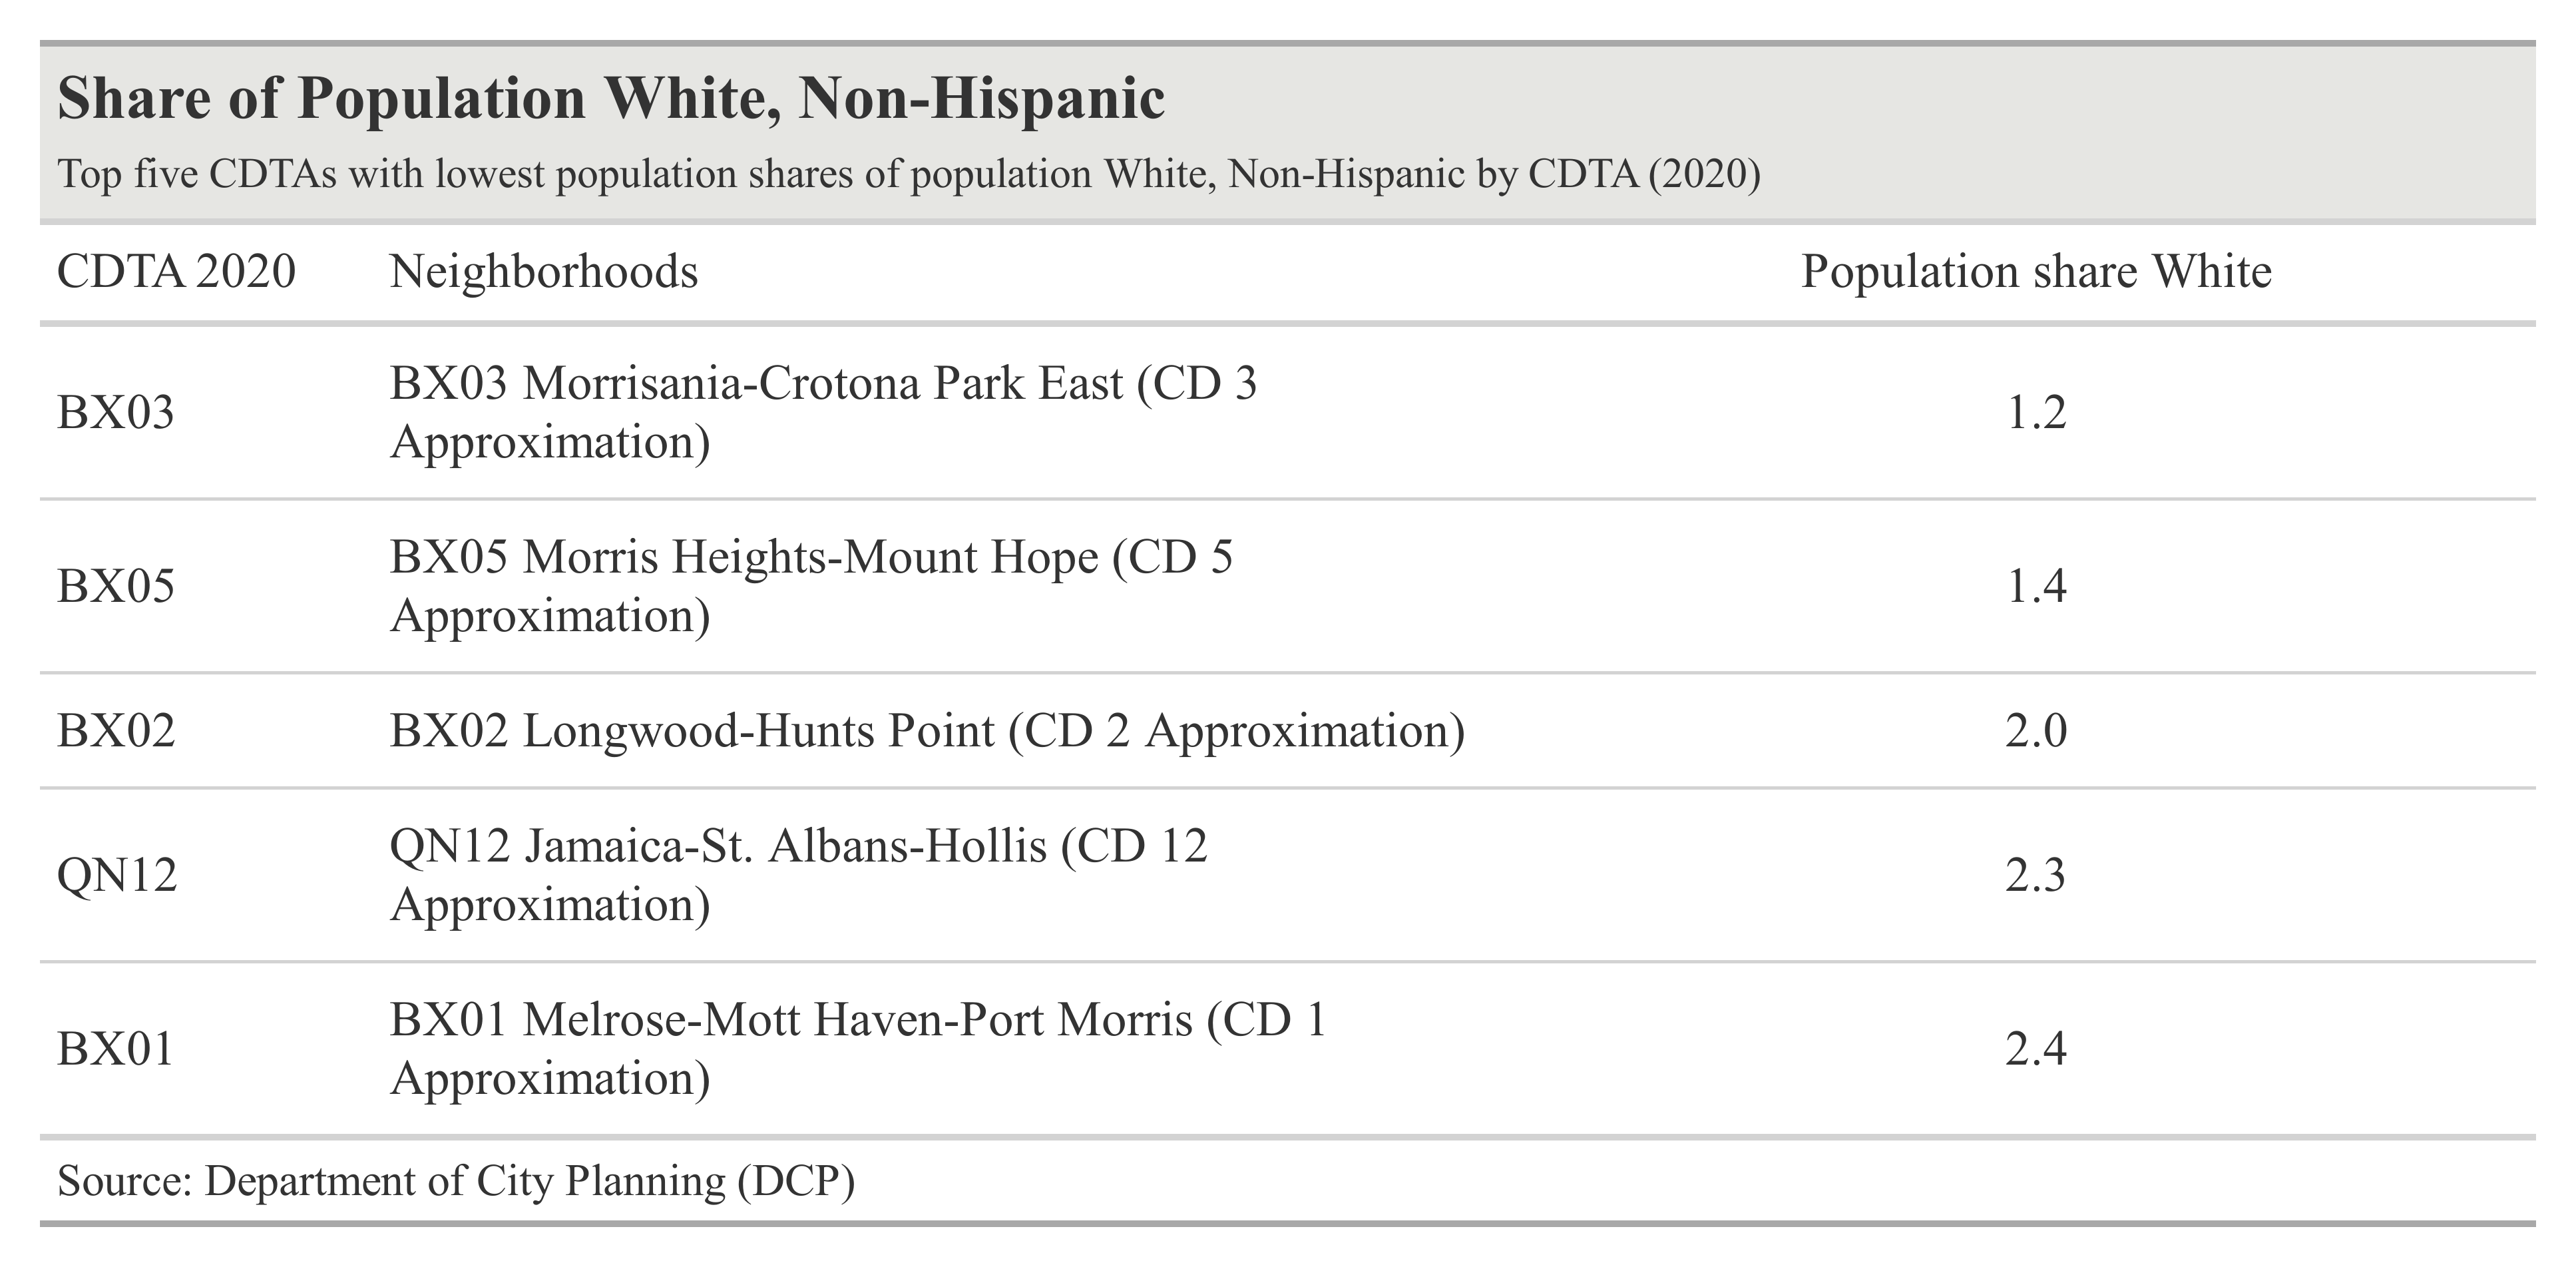 Share of Population White, Non-Hispanic
Top five CDTAs with lowest population shares of population White, Non-Hispanic by CDTA (2020)
CDTA 2020 Neighborhoods Population share White
BX03 BX03 Morrisania-Crotona Park East (CD 3
Approximation) 1.2
BX05 BX05 Morris Heights-Mount Hope (CD 5
Approximation) 1.4
BX02 BX02 Longwood-Hunts Point (CD 2 Approximation) 2.0
QN12 QN12 Jamaica-St. Albans-Hollis (CD 12
Approximation) 2.3
BX01 BX01 Melrose-Mott Haven-Port Morris (CD 1
Approximation) 2.4
Source: Department of City Planning (DCP)